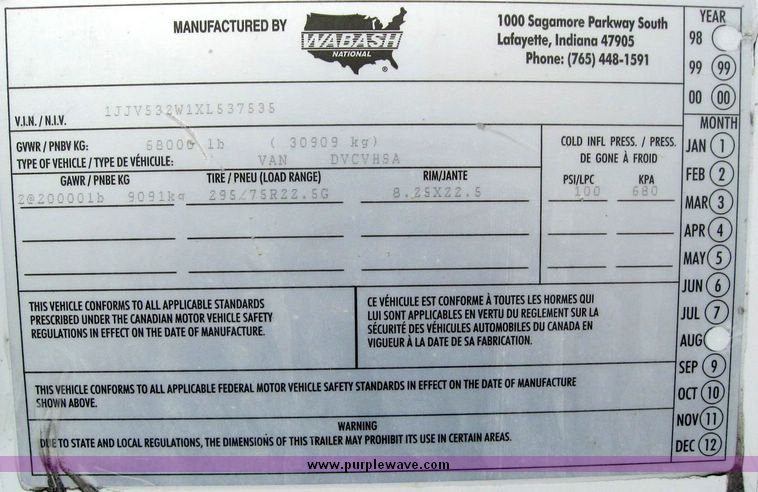 MANUFACTURED BY
WABASH
NATIONAL
®
1000 Sagamore Parkway South
Lafayette, Indiana 47905
Phone: (765) 448-1591
V.I.N. / N.I.V. 1JJV532W1XL537535
GVWR / PNBV KG: 68000 lb ( 30909 kg)
TYPE OF VEHICLE / TYPE DE VÉHICULE: VAN DVCVHSA
COLD INFL PRESS. / PRESS.
DE GONE À FROID
GAWR / PNBE KG TIRE / PNEU (LOAD RANGE) RIM/JANTE PSI/LPC KPA
2@20000lb 9091kg 295/75R22.5G 8.25X22.5 100 680
THIS VEHICLE CONFORMS TO ALL APPLICABLE STANDARDS
PRESCRIBED UNDER THE CANADIAN MOTOR VEHICLE SAFETY
REGULATIONS IN EFFECT ON THE DATE OF MANUFACTURE.
CE VÉHICULE EST CONFORME À TOUTES LES HORMES QUI
LUI SONT APPLICABLES EN VERTU DU REGLEMENT SUR LA
SÉCURITÉ DES VÉHICULES AUTOMOBILES DU CANADA EN
VIGUEUR À LA DATE DE SA FABRICATION.
THIS VEHICLE CONFORMS TO ALL APPLICABLE FEDERAL MOTOR VEHICLE SAFETY STANDARDS IN EFFECT ON THE DATE OF MANUFACTURE
SHOWN ABOVE.
WARNING
DUE TO STATE AND LOCAL REGULATIONS, THE DIMENSIONS OF THIS TRAILER MAY PROHIBIT ITS USE IN CERTAIN AREAS.
YEAR
98
99 99
00 00
MONTH
JAN 1
FEB 2
MAR 3
APR 4
MAY 5
JUN 6
JUL 7
AUG
SEP 9
OCT 10
NOV 11
DEC 12
www.purplewave.com